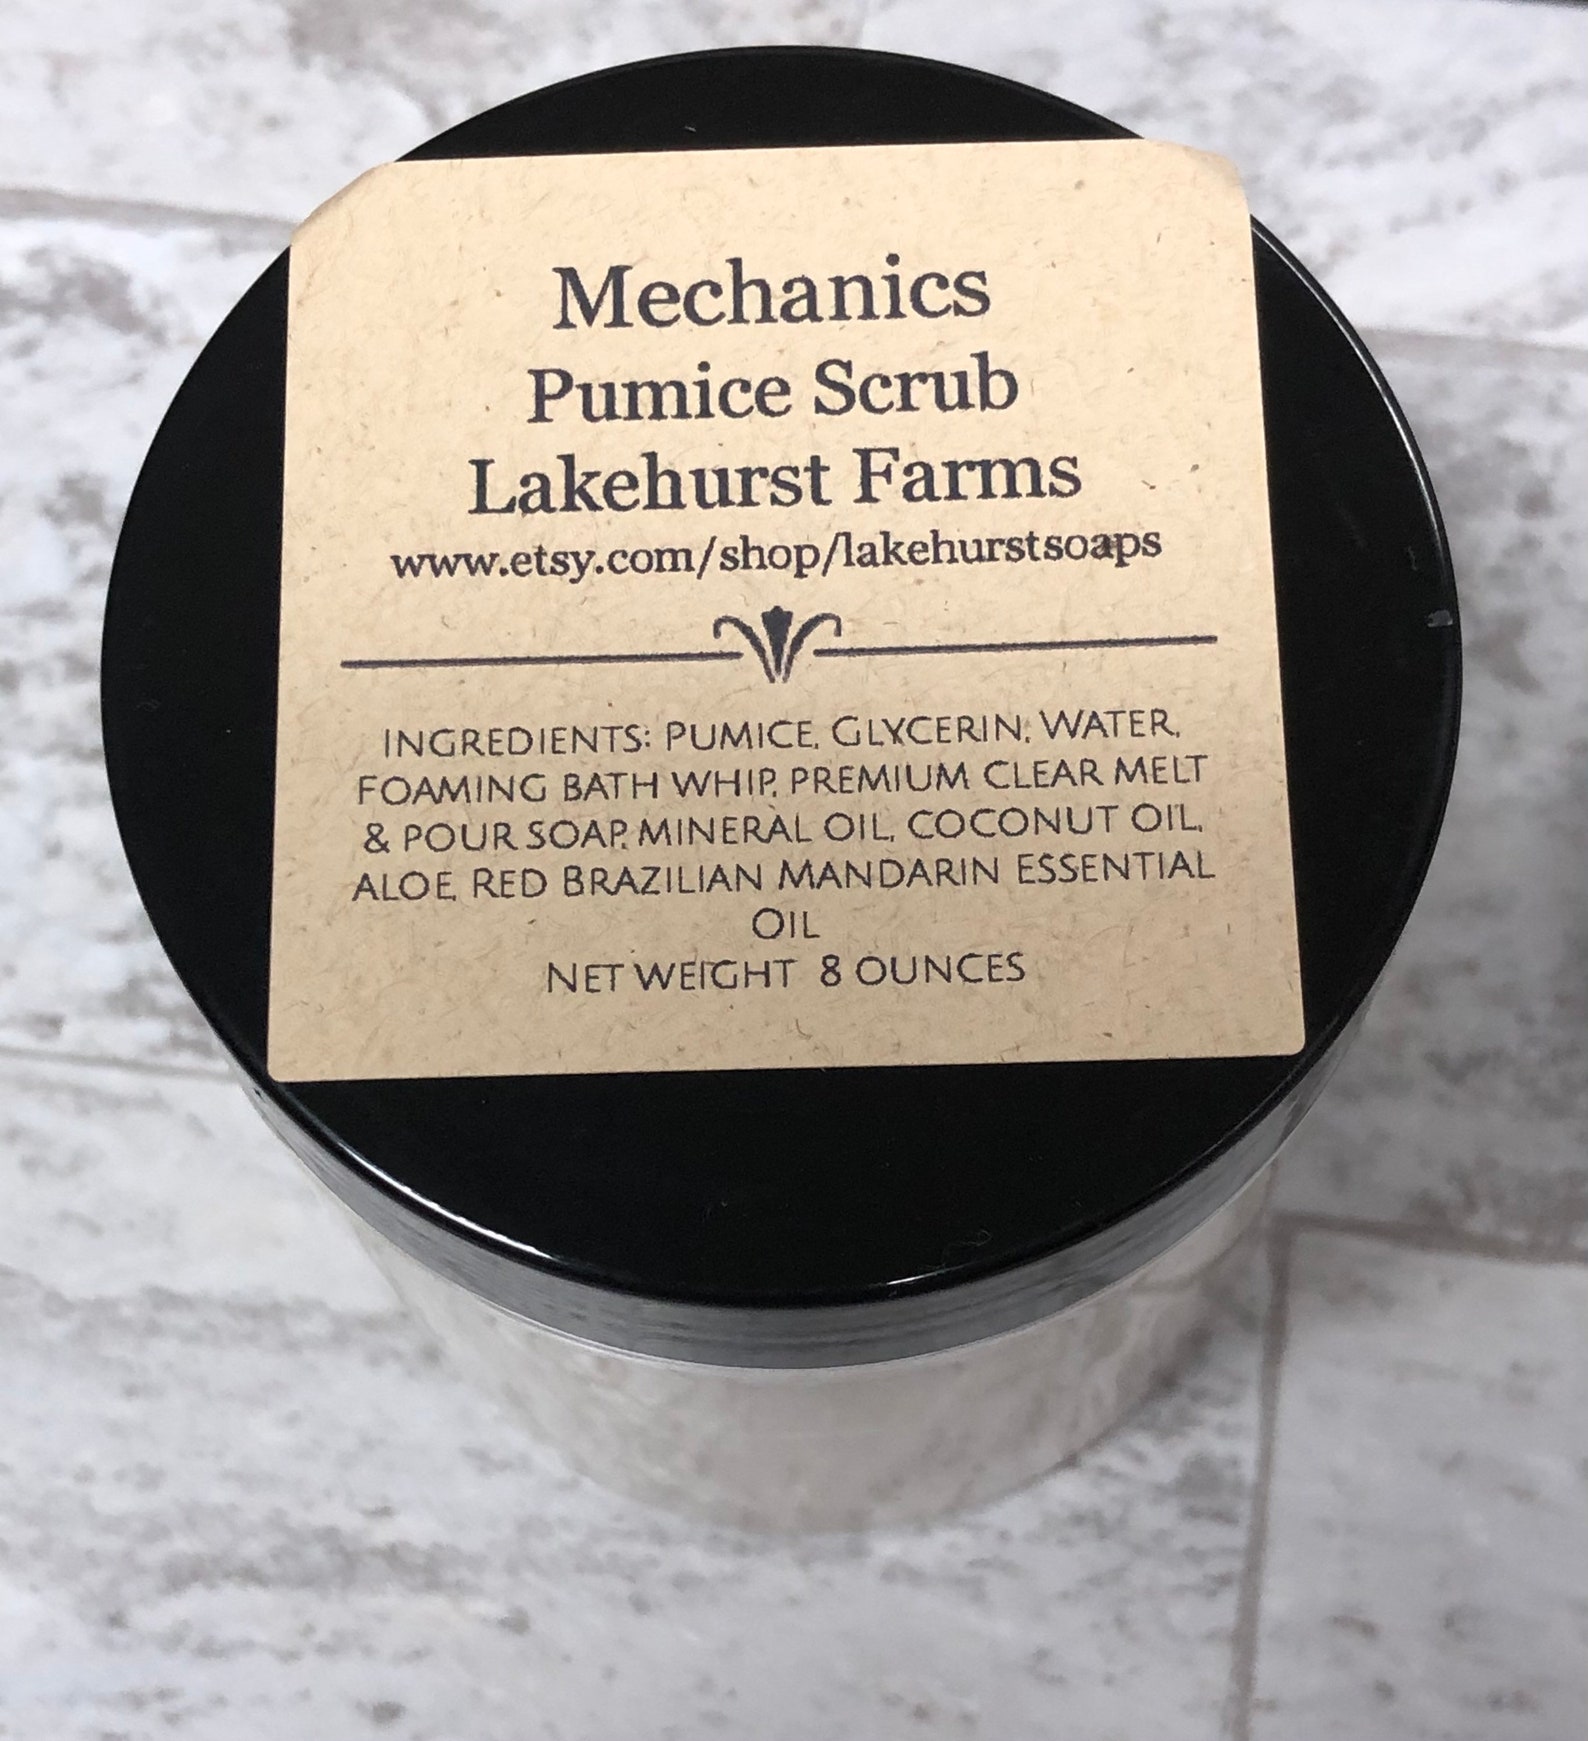 Mechanics
Pumice Scrub
Lakehurst Farms
www.etsy.com/shop/lakehurstsoaps
INGREDIENTS: PUMICE, GLYCERIN, WATER,
FOAMING BATH WHIP, PREMIUM CLEAR MELT
& POUR SOAP, MINERAL OIL, COCONUT OIL,
ALOE, RED BRAZILIAN MANDARIN ESSENTIAL
OIL
NET WEIGHT 8 OUNCES